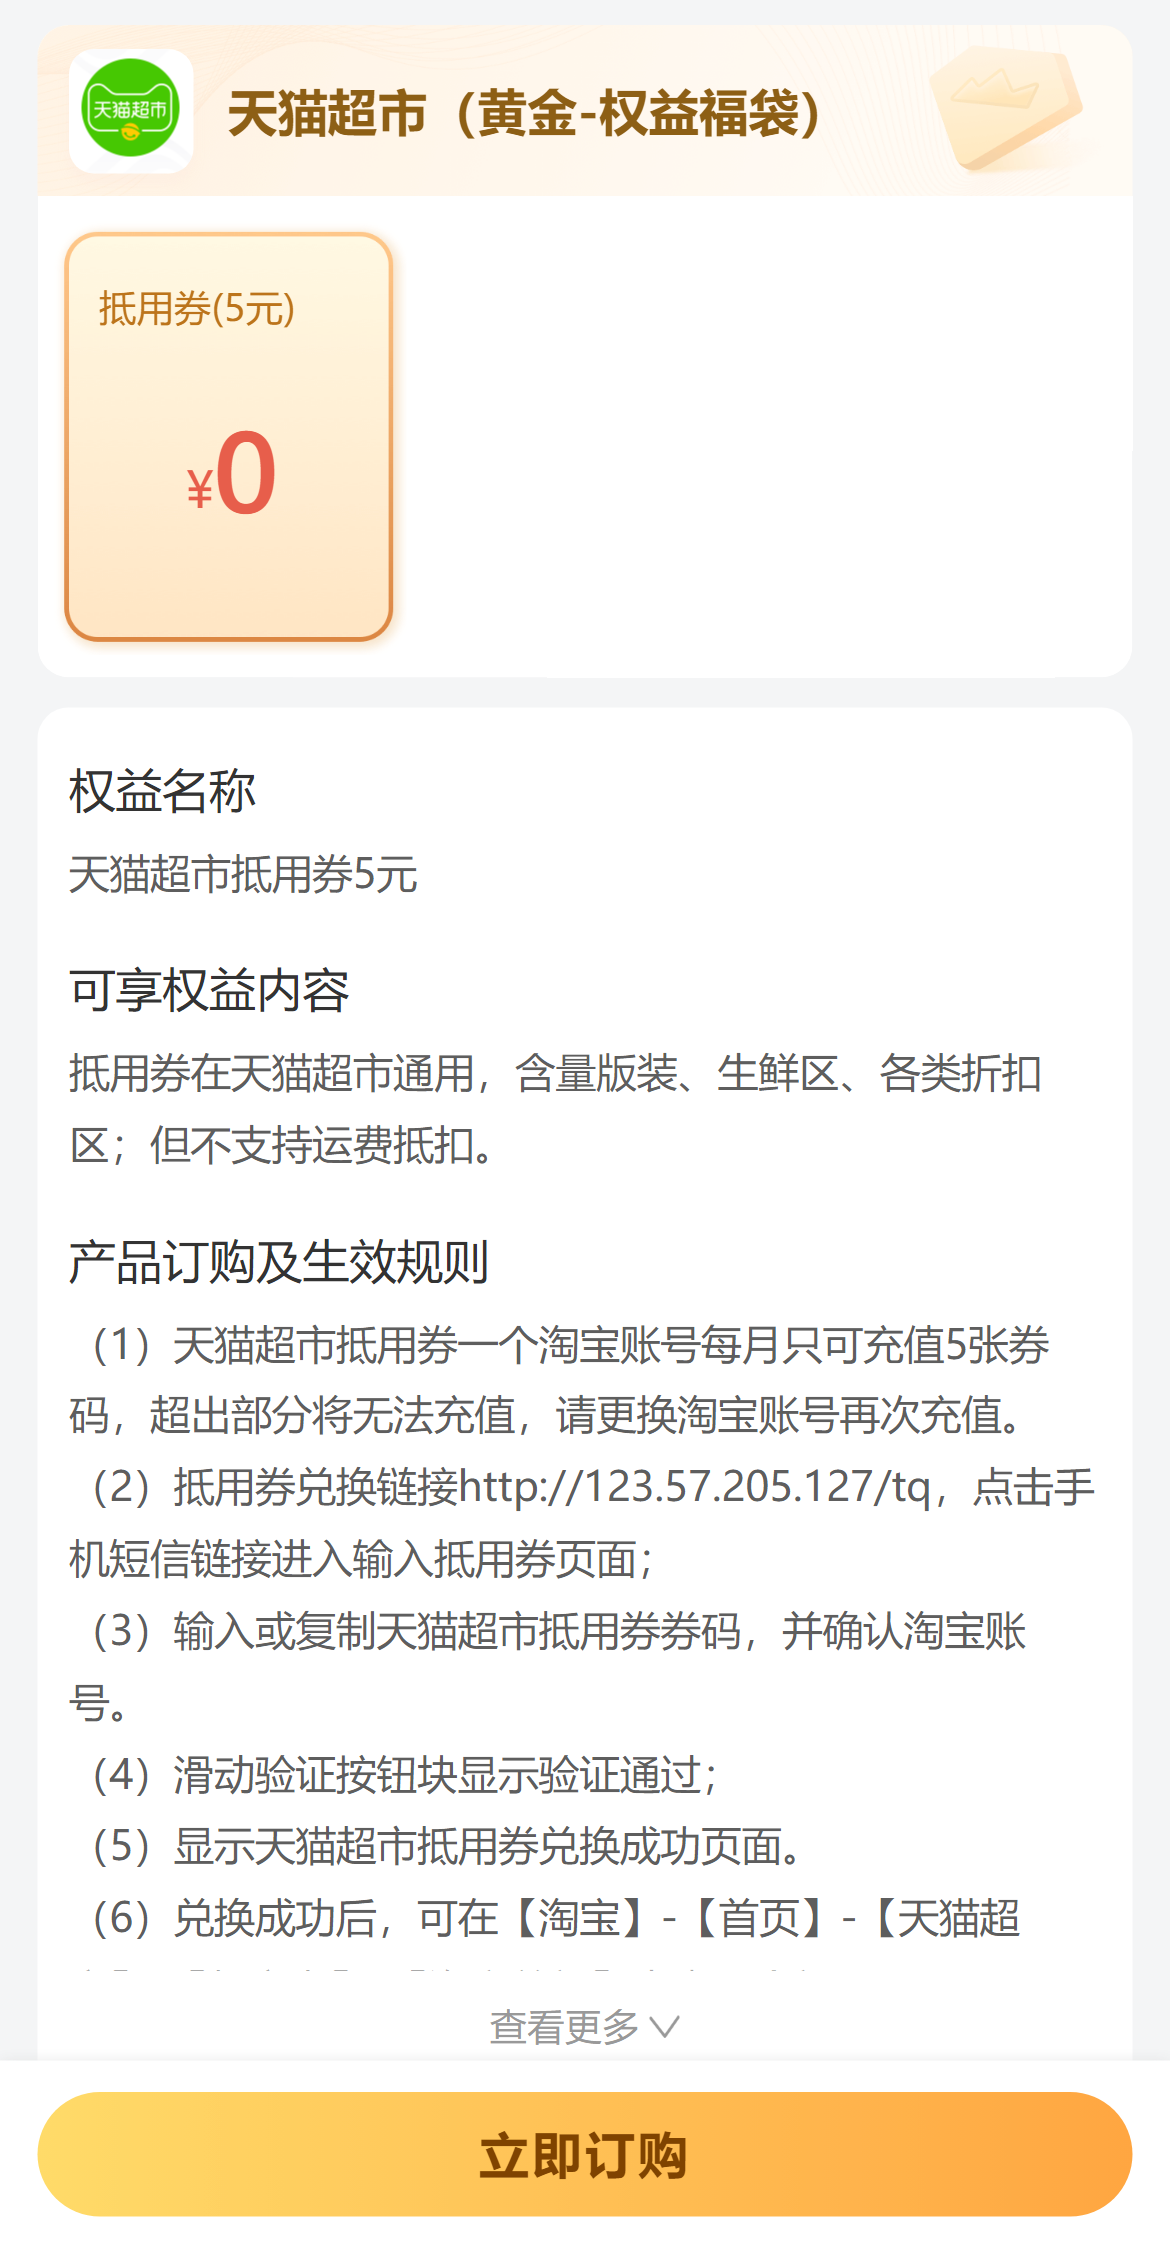 天猫超市
天猫超市（黄金-权益福袋）
抵用券(5元)
¥0
权益名称
天猫超市抵用券5元
可享权益内容
抵用券在天猫超市通用，含量版装、生鲜区、各类折扣
区；但不支持运费抵扣。
产品订购及生效规则
（1）天猫超市抵用券一个淘宝账号每月只可充值5张券
码，超出部分将无法充值，请更换淘宝账号再次充值。
（2）抵用券兑换链接http://123.57.205.127/tq，点击手
机短信链接进入输入抵用券页面；
（3）输入或复制天猫超市抵用券券码，并确认淘宝账
号。
（4）滑动验证按钮块显示验证通过；
（5）显示天猫超市抵用券兑换成功页面。
（6）兑换成功后，可在【淘宝】-【首页】-【天猫超
查看更多
立即订购